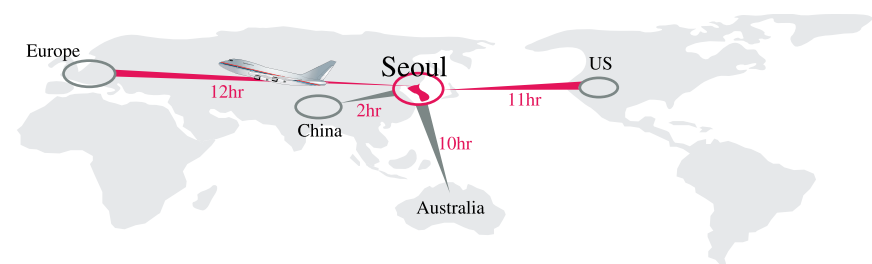 Europe
Seoul
US
12hr
2hr
11hr
China
10hr
Australia